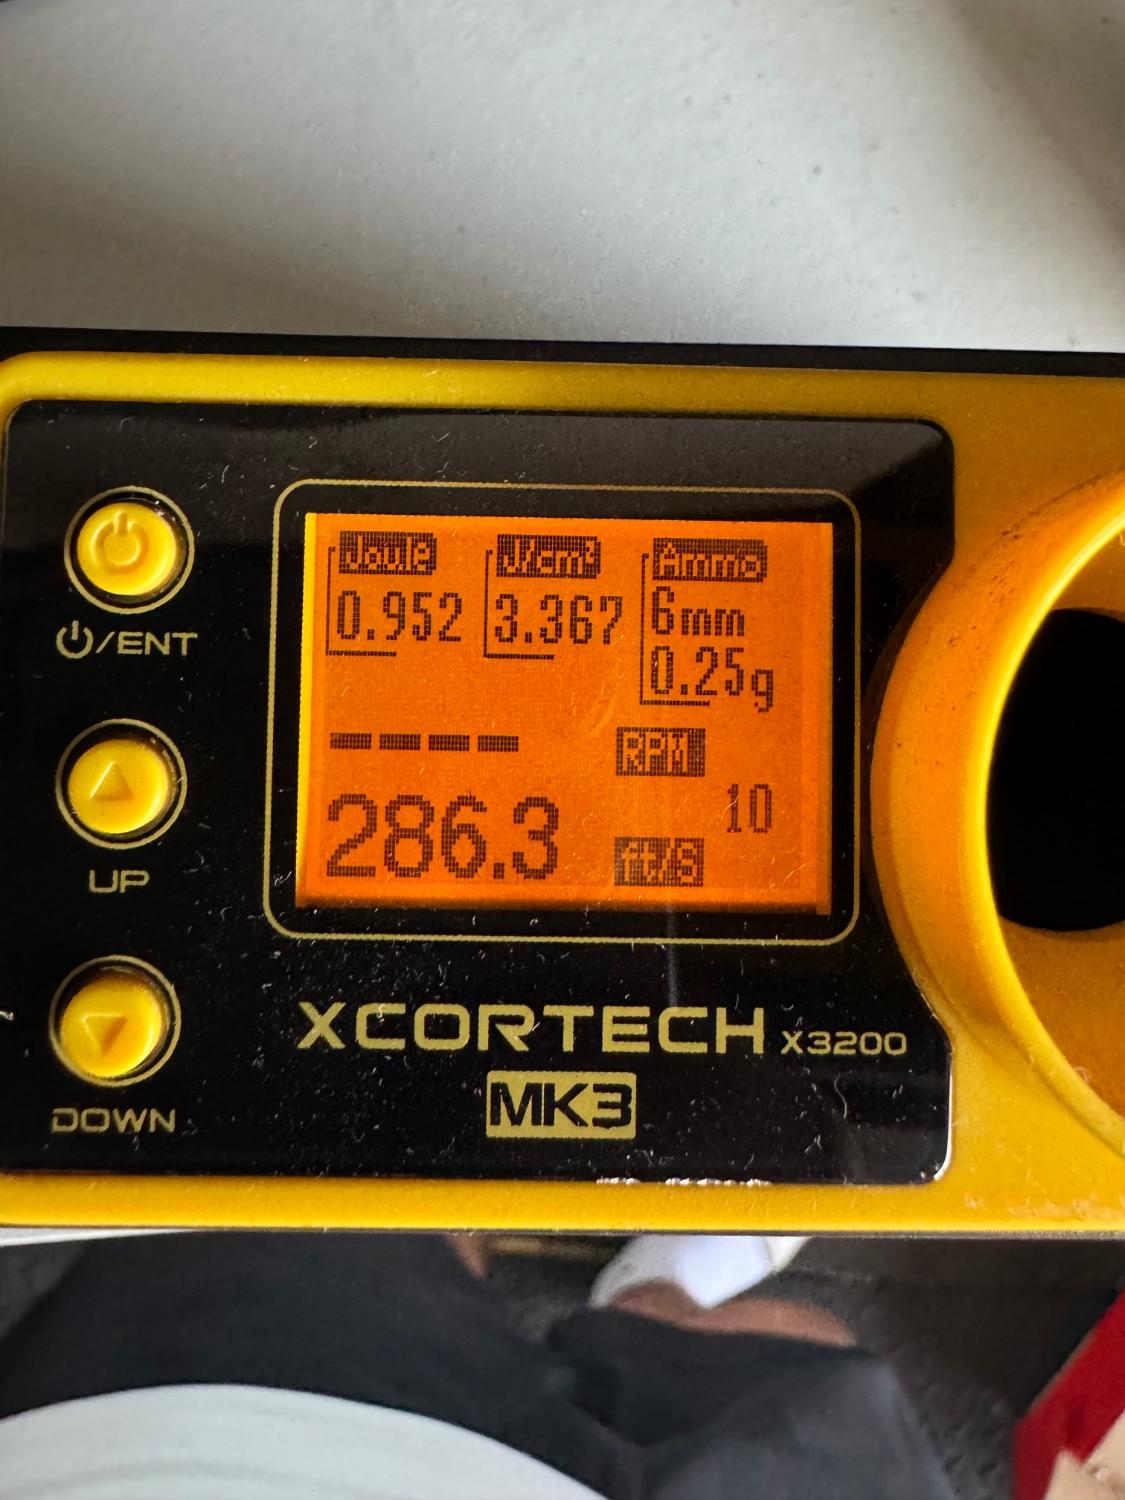 Joule J/cm² Ammo
0.952 3.367 6mm
0.25g
---- RPM
10
286.3 ft/s
⏻/ENT
UP
DOWN
XCORTECH X3200
MK3